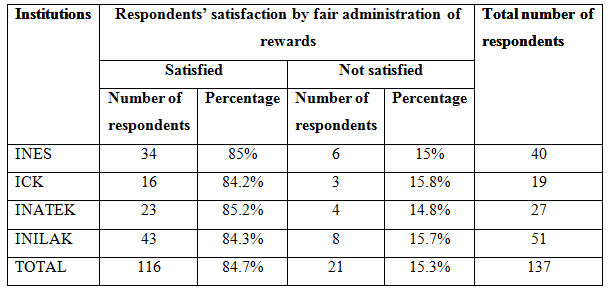 Institutions Respondents’ satisfaction by fair administration of Total number of
rewards respondents
Satisfied Not satisfied
Number of Percentage Number of Percentage
respondents respondents
INES 34 85% 6 15% 40
ICK 16 84.2% 3 15.8% 19
INATEK 23 85.2% 4 14.8% 27
INILAK 43 84.3% 8 15.7% 51
TOTAL 116 84.7% 21 15.3% 137